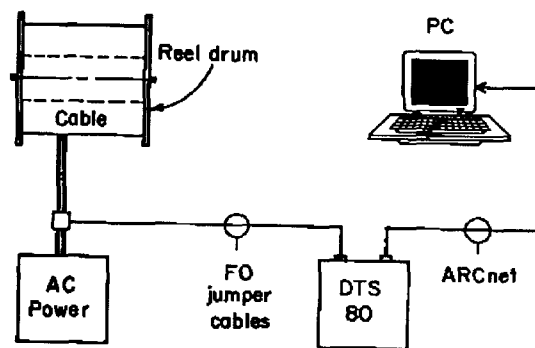 PC
Reel drum
Cable
AC
Power
FO
jumper
cables
DTS
80
ARCnet